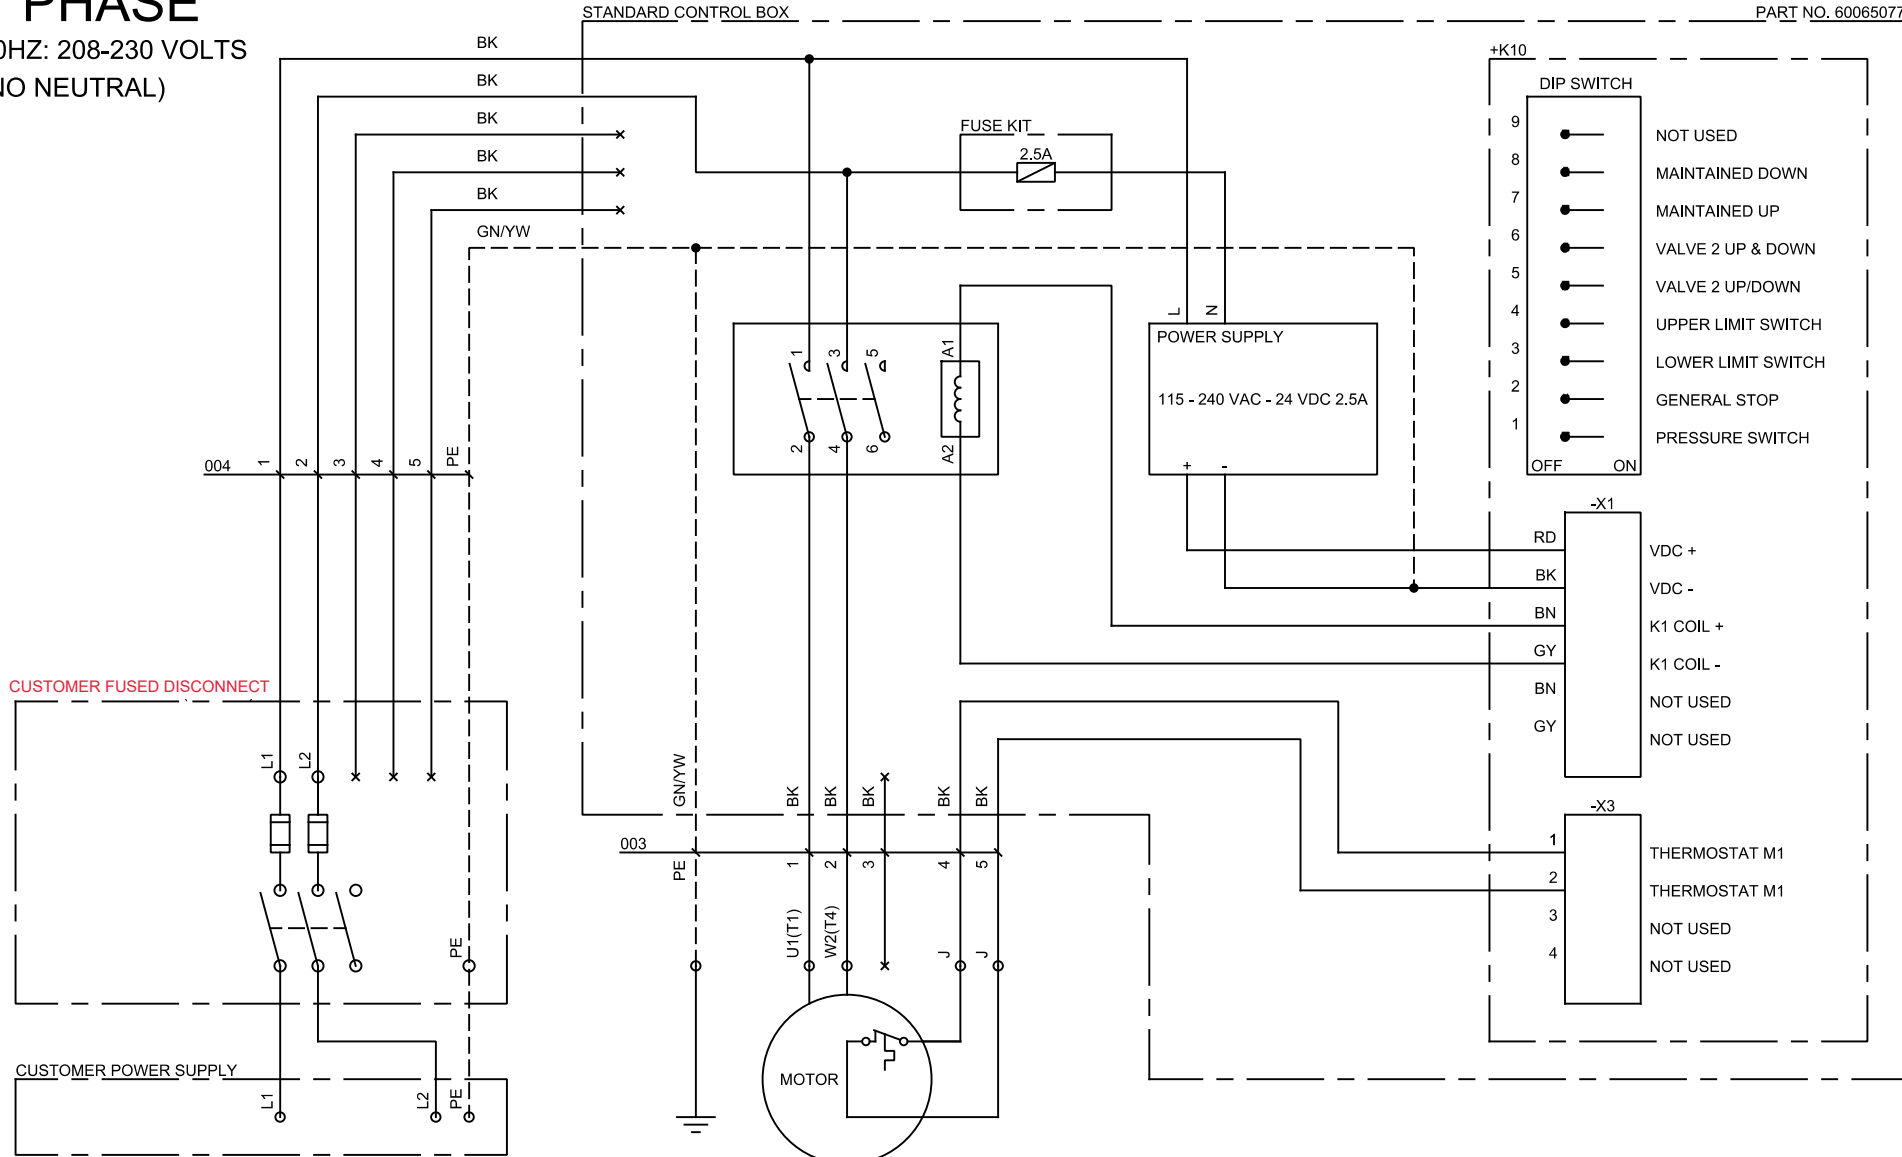 PHASE
0HZ: 208-230 VOLTS
NO NEUTRAL)
STANDARD CONTROL BOX
PART NO. 60065077
BK
BK
BK
BK
BK
GN/YW
FUSE KIT
2.5A
+K10
DIP SWITCH
9 NOT USED
8 MAINTAINED DOWN
7 MAINTAINED UP
6 VALVE 2 UP & DOWN
5 VALVE 2 UP/DOWN
4 UPPER LIMIT SWITCH
3 LOWER LIMIT SWITCH
2 GENERAL STOP
1 PRESSURE SWITCH
OFF ON
L N
POWER SUPPLY
115 - 240 VAC - 24 VDC 2.5A
+ -
1 3 5 A1
2 4 6 A2
004 1 2 3 4 5 PE
-X1
RD VDC +
BK VDC -
BN K1 COIL +
GY K1 COIL -
BN NOT USED
GY NOT USED
CUSTOMER FUSED DISCONNECT
L1 L2
PE
GN/YW BK BK BK BK BK
003 PE 1 2 3 4 5
U1(T1) W2(T4) J J
MOTOR
-X3
1 THERMOSTAT M1
2 THERMOSTAT M1
3 NOT USED
4 NOT USED
CUSTOMER POWER SUPPLY
L1 L2 PE